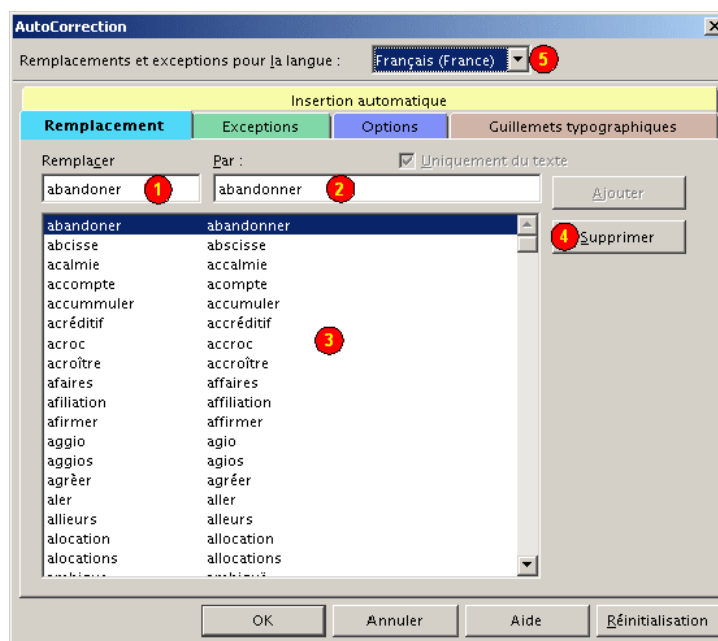 AutoCorrection
Remplacements et exceptions pour la langue : Français (France) 5
Insertion automatique
Remplacement Exceptions Options Guillemets typographiques
Remplacer Par : Uniquement du texte
abandoner 1 abandonner 2 Ajouter
abandoner abandonner
4 Supprimer
abcisse abscisse
acalmie accalmie
accompte acompte
accummuler accumuler
acréditif accréditif
acroc accroc 3
acroître accroître
afaires affaires
afiliation affiliation
afirmer affirmer
aggio agio
aggios agios
agrèer agréer
aler aller
allieurs alleurs
alocation allocation
alocations allocations
OK Annuler Aide Réinitialisation